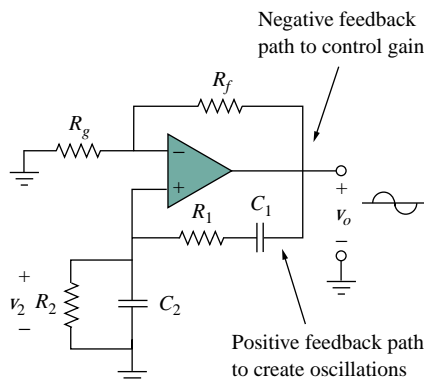 Negative feedback
path to control gain
R_f
R_g
−
+
R_1
C_1
+
v_o
−
+
v_2
−
R_2
C_2
Positive feedback path
to create oscillations